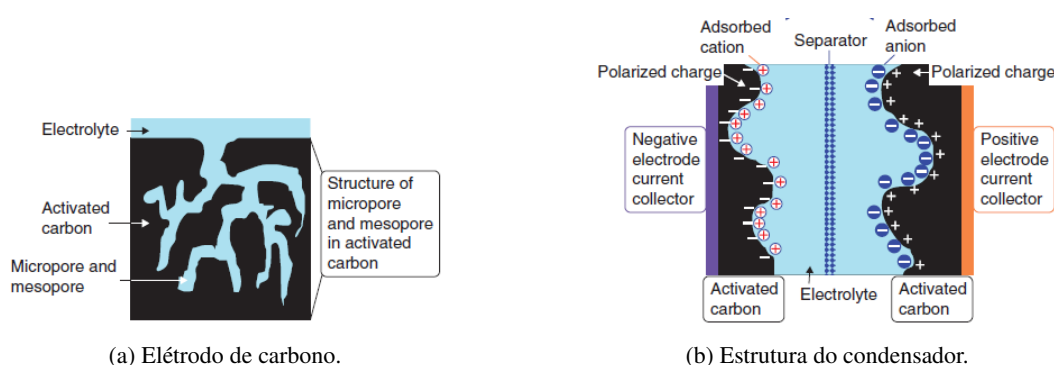 Electrolyte
Activated
carbon
Micropore and
mesopore
Structure of
micropore
and mesopore
in activated
carbon
(a) Elétrodo de carbono.
Adsorbed
cation
Separator
Adsorbed
anion
Polarized charge
Polarized charge
Negative
electrode
current
collector
Positive
electrode
current
collector
Activated
carbon
Electrolyte
Activated
carbon
(b) Estrutura do condensador.